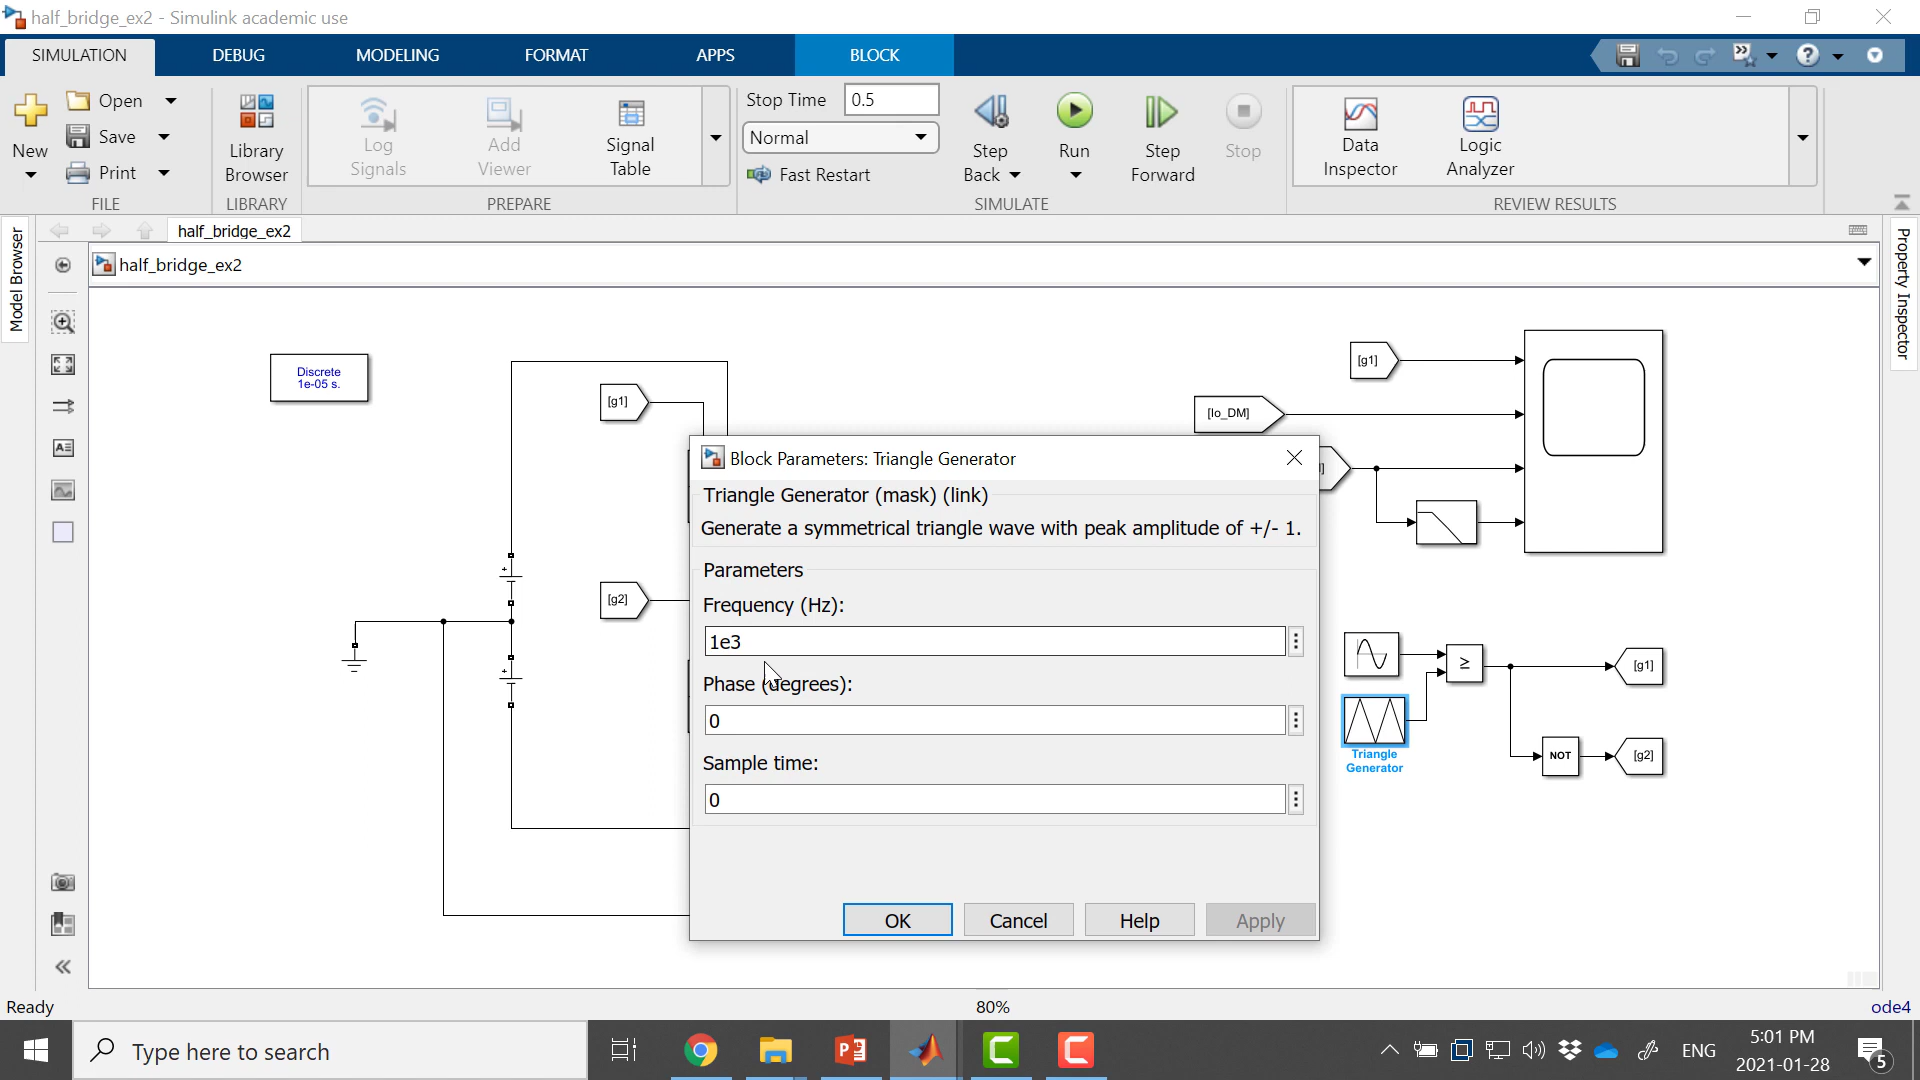 half_bridge_ex2 - Simulink academic use
SIMULATION
DEBUG
MODELING
FORMAT
APPS
BLOCK
New
Open
Save
Print
FILE
Library
Browser
LIBRARY
Log
Signals
Add
Viewer
Signal
Table
PREPARE
Stop Time
0.5
Normal
Fast Restart
Step
Back
Run
Step
Forward
Stop
SIMULATE
Data
Inspector
Logic
Analyzer
REVIEW RESULTS
Model Browser
half_bridge_ex2
half_bridge_ex2
Property Inspector
Discrete
1e-05 s.
[g1]
[g2]
[g1]
[Io_DM]
Block Parameters: Triangle Generator
Triangle Generator (mask) (link)
Generate a symmetrical triangle wave with peak amplitude of +/- 1.
Parameters
Frequency (Hz):
1e3
Phase (degrees):
0
Sample time:
0
OK
Cancel
Help
Apply
≥
[g1]
Triangle
Generator
NOT
[g2]
Ready
80%
ode4
Type here to search
ENG
5:01 PM
2021-01-28
5